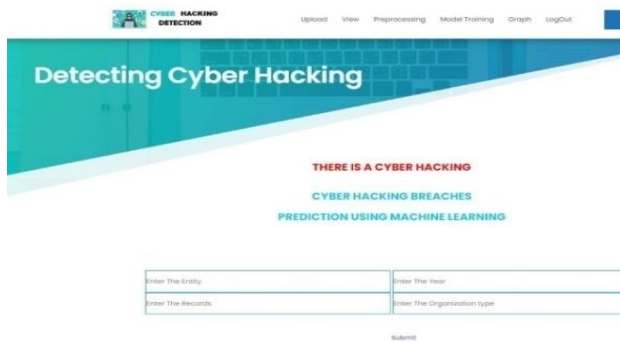 CYBER HACKING
DETECTION
Upload View Preprocessing Model Training Graph LogOut
Detecting Cyber Hacking
THERE IS A CYBER HACKING
CYBER HACKING BREACHES
PREDICTION USING MACHINE LEARNING
Enter The Entity Enter The Year
Enter The Records Enter The Organization type
Submit